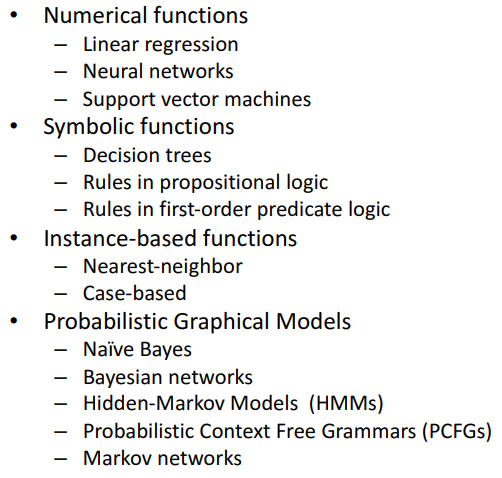 • Numerical functions
– Linear regression
– Neural networks
– Support vector machines
• Symbolic functions
– Decision trees
– Rules in propositional logic
– Rules in first-order predicate logic
• Instance-based functions
– Nearest-neighbor
– Case-based
• Probabilistic Graphical Models
– Naïve Bayes
– Bayesian networks
– Hidden-Markov Models (HMMs)
– Probabilistic Context Free Grammars (PCFGs)
– Markov networks